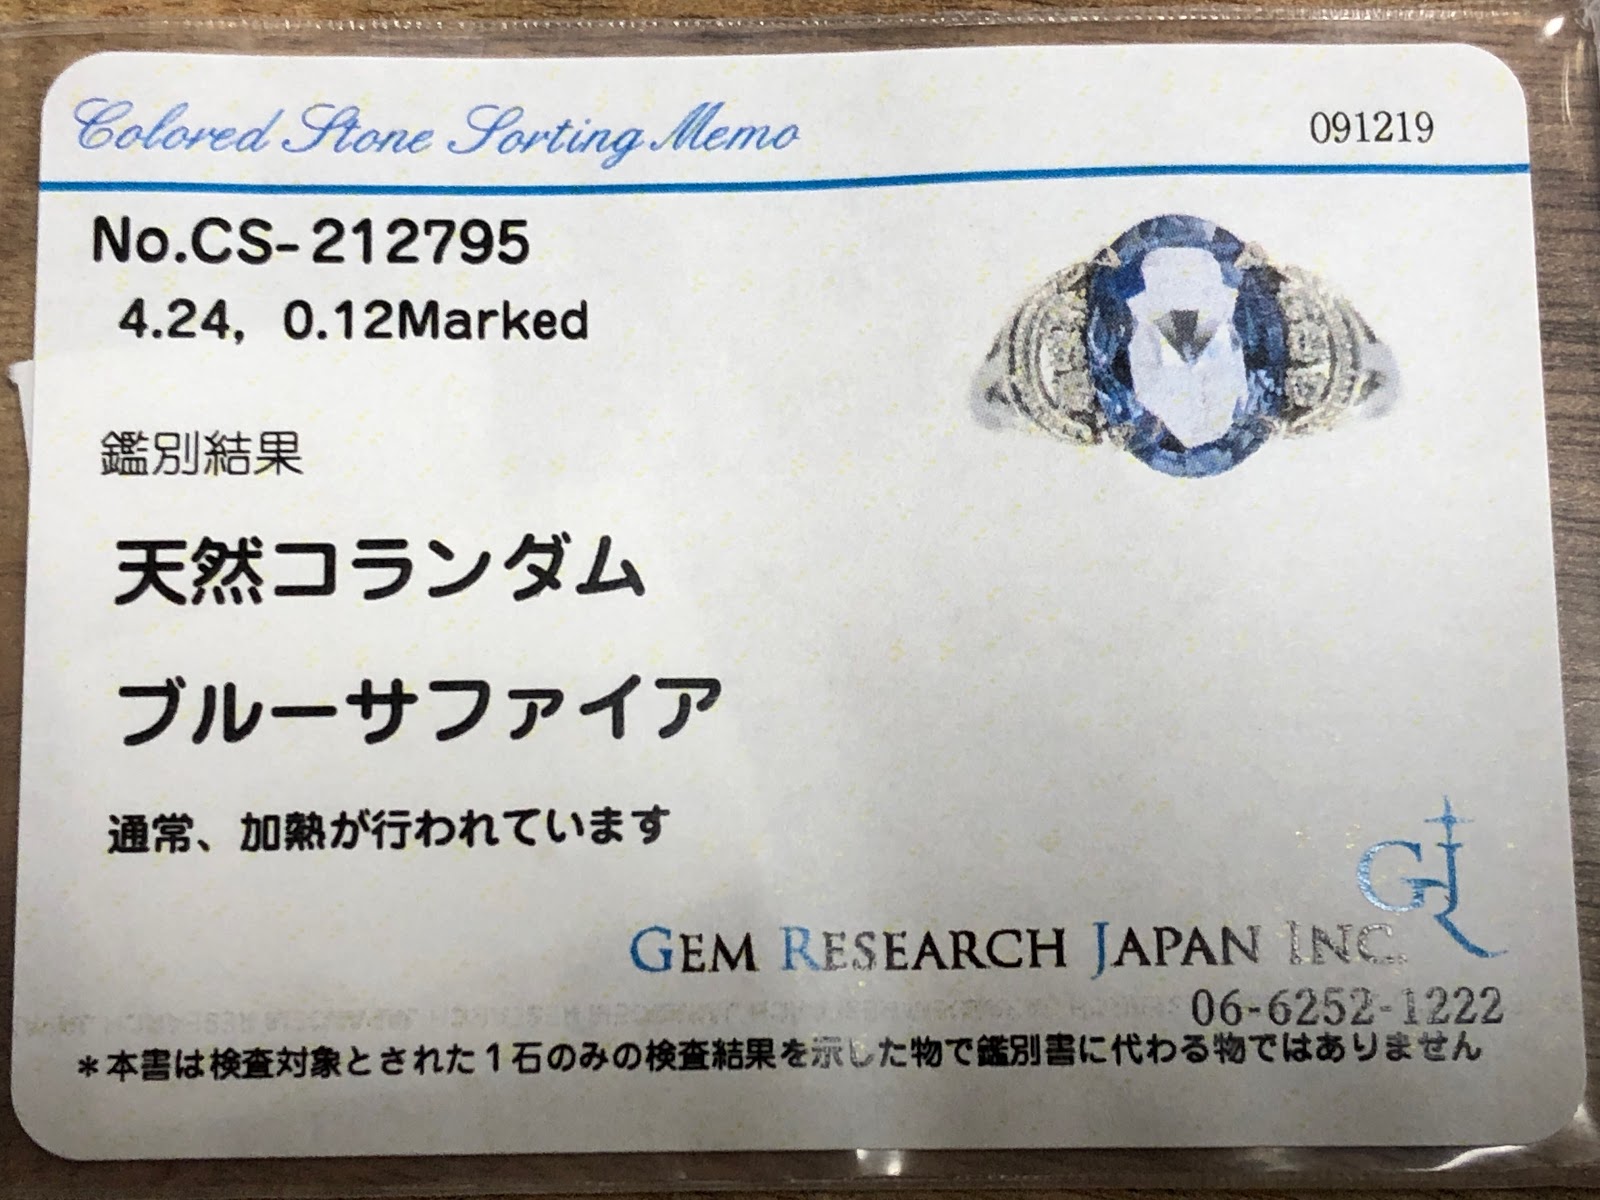 Colored Stone Sorting Memo
091219
No.CS-212795
4.24, 0.12Marked
鑑別結果
天然コランダム
ブルーサファイア
通常、加熱が行われています
GR
GEM RESEARCH JAPAN INC.
06-6252-1222
*本書は検査対象とされた1石のみの検査結果を示した物で鑑別書に代わる物ではありません